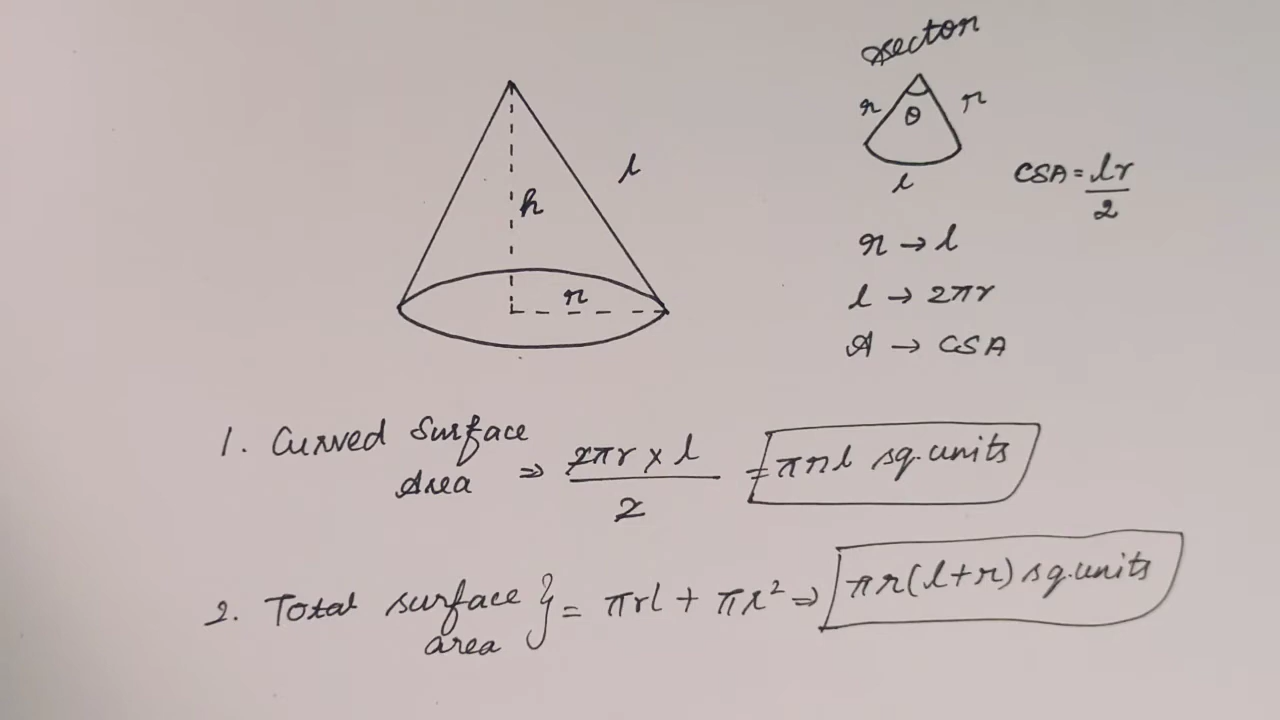 sector
r
θ
r
l
l
h
r
CSA = lr/2
r → l
l → 2πr
A → CSA
1. Curved Surface
Area ⇒ 2πr × l / 2 = πrl sq.units
2. Total surface
area } = πrl + πr² ⇒ πr(l+r) sq.units